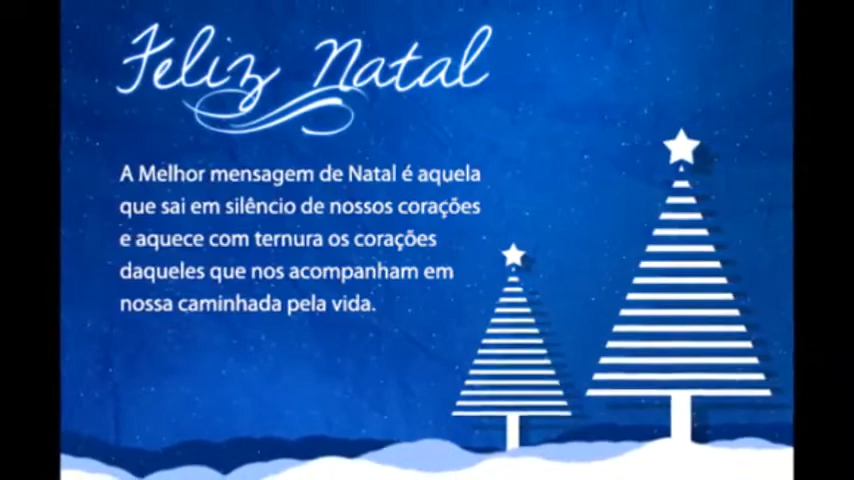 Feliz Natal
A Melhor mensagem de Natal é aquela
que sai em silêncio de nossos corações
e aquece com ternura os corações
daqueles que nos acompanham em
nossa caminhada pela vida.